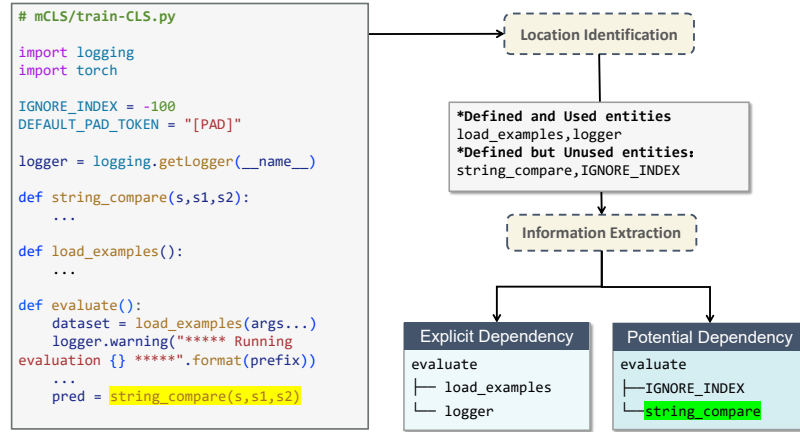 # mCLS/train-CLS.py
import logging
import torch
IGNORE_INDEX = -100
DEFAULT_PAD_TOKEN = "[PAD]"
logger = logging.getLogger(__name__)
def string_compare(s,s1,s2):
...
def load_examples():
...
def evaluate():
dataset = load_examples(args...)
logger.warning("***** Running
evaluation {} *****".format(prefix))
...
pred = string_compare(s,s1,s2)
Location Identification
*Defined and Used entities
load_examples,logger
*Defined but Unused entities:
string_compare,IGNORE_INDEX
Information Extraction
Explicit Dependency
evaluate
├── load_examples
└── logger
Potential Dependency
evaluate
├──IGNORE_INDEX
└──string_compare